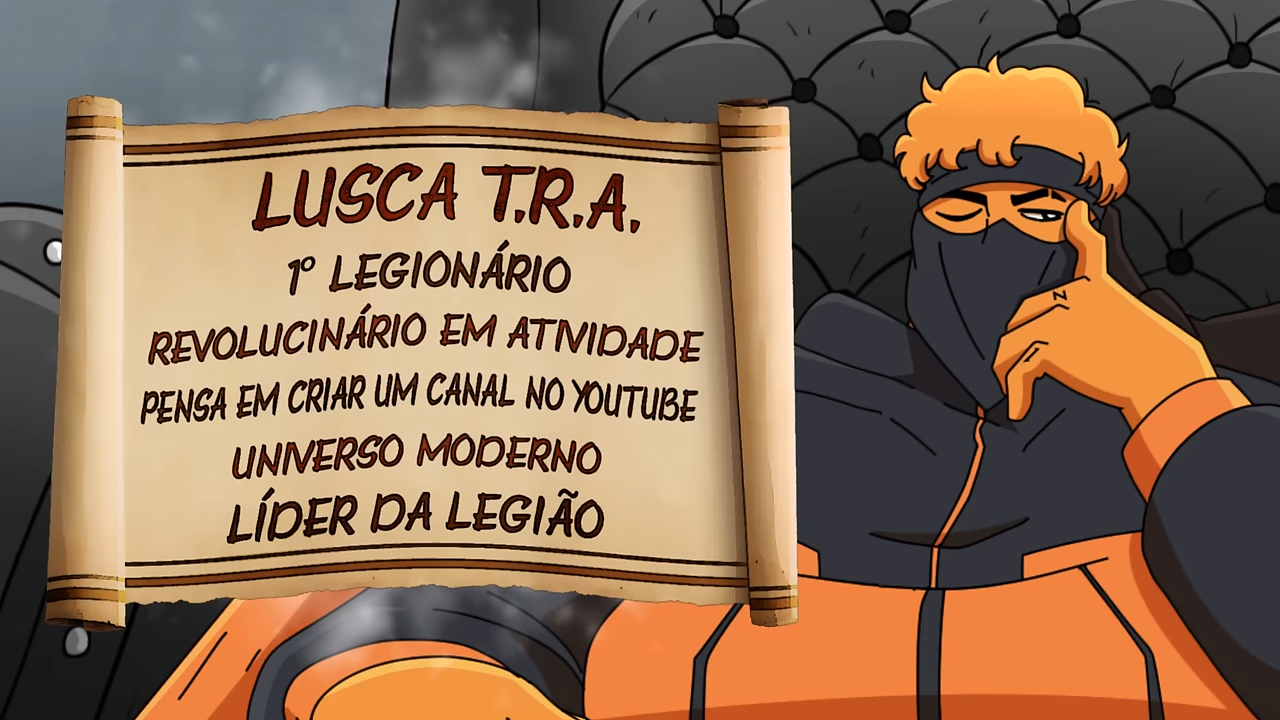 LUSCA T.R.A.
1º LEGIONÁRIO
REVOLUCINÁRIO EM ATIVIDADE
PENSA EM CRIAR UM CANAL NO YOUTUBE
UNIVERSO MODERNO
LÍDER DA LEGIÃO
N